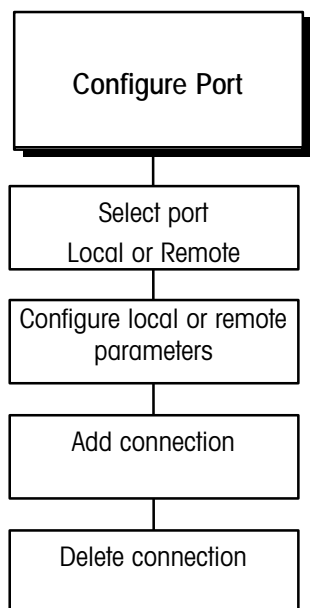 Configure Port
Select port
Local or Remote
Configure local or remote
parameters
Add connection
Delete connection